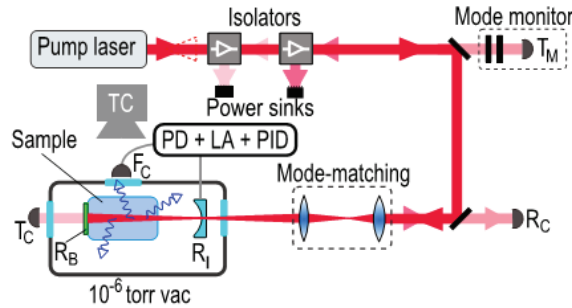 Isolators
Mode monitor
Pump laser
T_M
Power sinks
TC
Sample
PD + LA + PID
F_C
Mode-matching
T_C
R_B
R_I
R_C
10^-6 torr vac